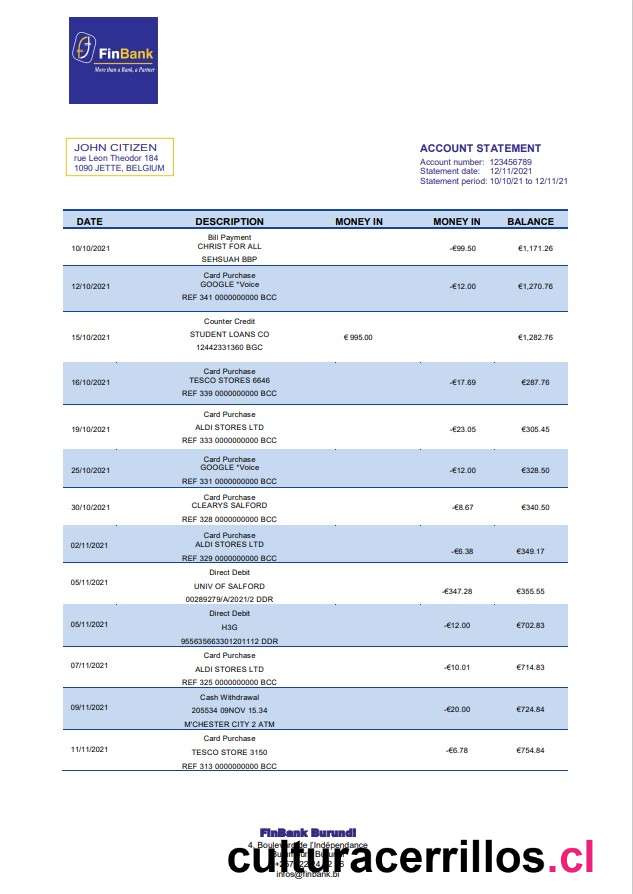 FinBank
More than a Bank, a Partner
JOHN CITIZEN
rue Leon Theodor 184
1090 JETTE, BELGIUM
ACCOUNT STATEMENT
Account number: 123456789
Statement date: 12/11/2021
Statement period: 10/10/21 to 12/11/21
DATE DESCRIPTION MONEY IN MONEY IN BALANCE
Bill Payment
CHRIST FOR ALL
10/10/2021 -€99.50 €1,171.26
SEHSUAH BBP
Card Purchase
GOOGLE *Voice
12/10/2021 -€12.00 €1,270.76
REF 341 0000000000 BCC
Counter Credit
STUDENT LOANS CO
15/10/2021 € 995.00 €1,282.76
12442331360 BGC
Card Purchase
TESCO STORES 6646
16/10/2021 -€17.69 €287.76
REF 339 0000000000 BCC
Card Purchase
ALDI STORES LTD
19/10/2021 -€23.05 €305.45
REF 333 0000000000 BCC
Card Purchase
GOOGLE *Voice
25/10/2021 -€12.00 €328.50
REF 331 0000000000 BCC
Card Purchase
CLEARYS SALFORD
30/10/2021 -€8.67 €340.50
REF 328 0000000000 BCC
Card Purchase
02/11/2021 ALDI STORES LTD
-€6.38 €349.17
REF 329 0000000000 BCC
Direct Debit
05/11/2021
UNIV OF SALFORD
-€347.28 €355.55
00289279/A/2021/2 DDR
Direct Debit
05/11/2021 H3G -€12.00 €702.83
955635663301201112 DDR
Card Purchase
07/11/2021 ALDI STORES LTD -€10.01 €714.83
REF 325 0000000000 BCC
Cash Withdrawal
09/11/2021 205534 09NOV 15.34 -€20.00 €724.84
M'CHESTER CITY 2 ATM
Card Purchase
11/11/2021 TESCO STORE 3150 -€6.78 €754.84
REF 313 0000000000 BCC
FinBank Burundi
4, Boulevard de l'Indépendance
culturacerrillos.cl
info@finbank.bi